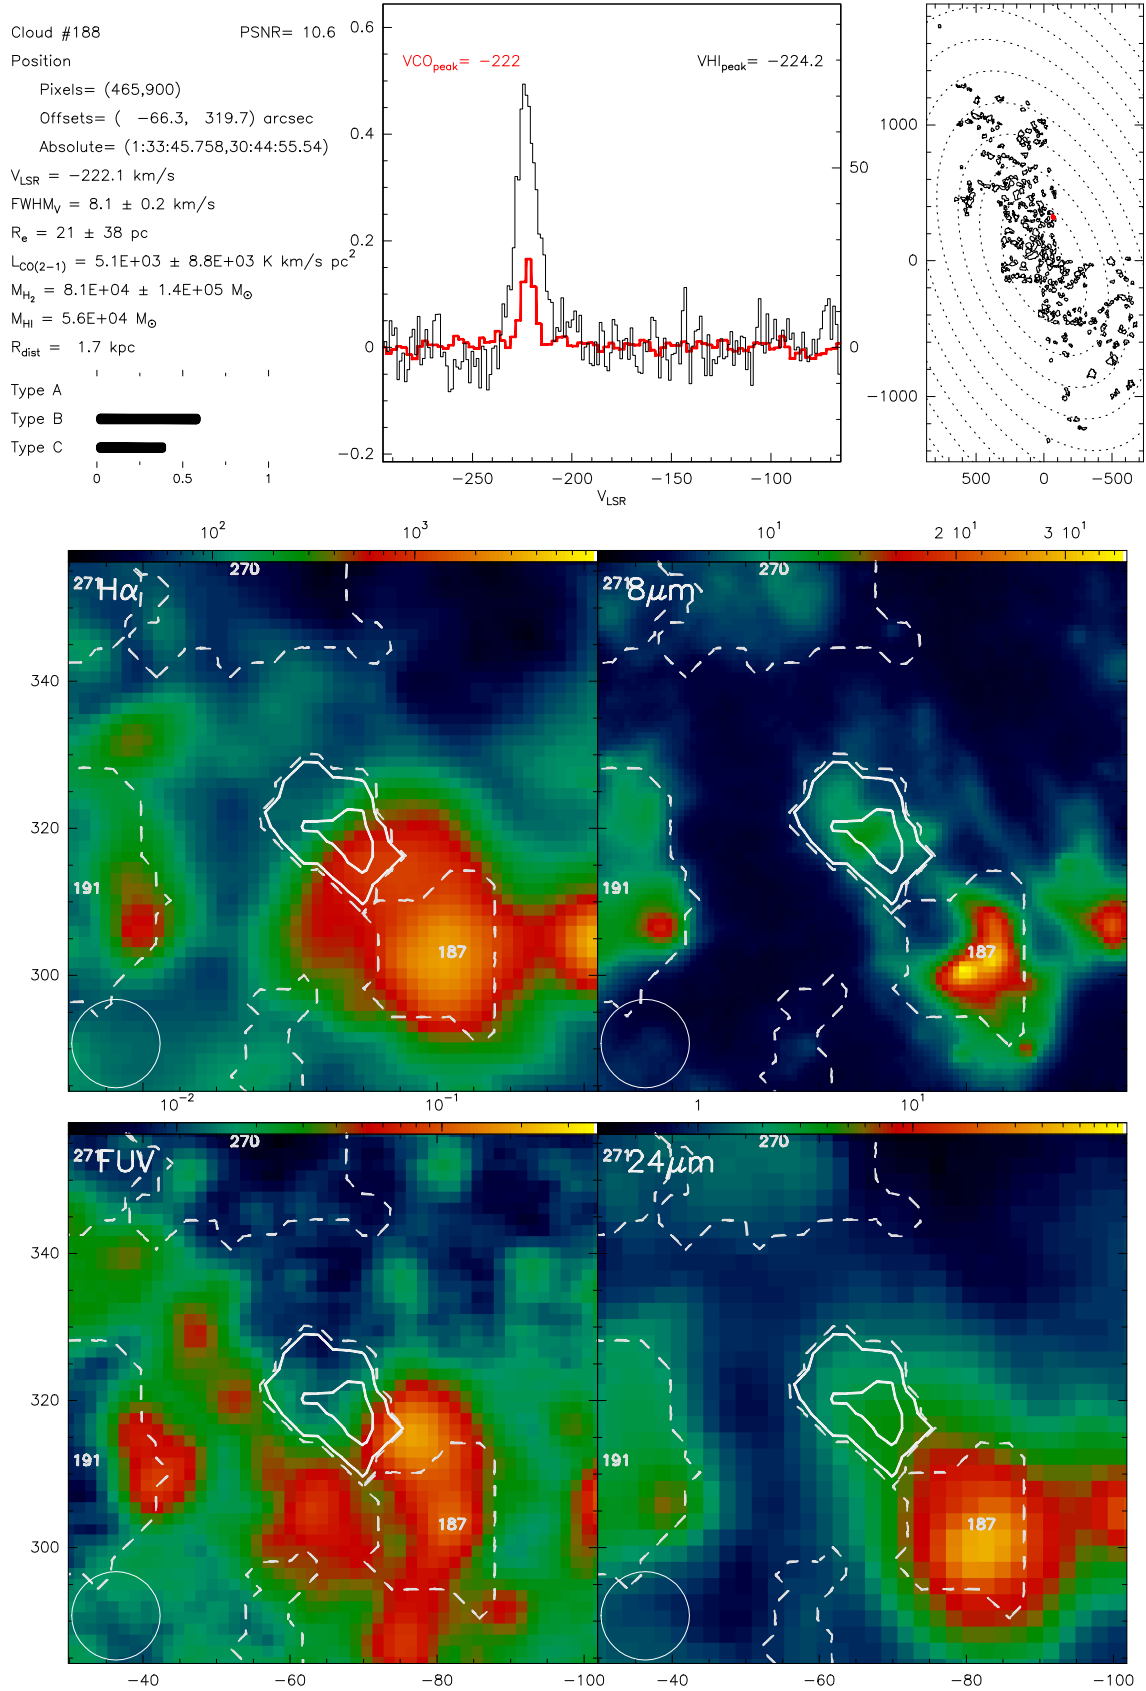 Cloud #188 PSNR= 10.6
Position
Pixels= (465,900)
Offsets= ( −66.3, 319.7) arcsec
Absolute= (1:33:45.758,30:44:55.54)
V_LSR = −222.1 km/s
FWHM_V = 8.1 ± 0.2 km/s
R_e = 21 ± 38 pc
L_CO(2−1) = 5.1E+03 ± 8.8E+03 K km/s pc²
M_H₂ = 8.1E+04 ± 1.4E+05 M⊙
M_HI = 5.6E+04 M⊙
R_dist = 1.7 kpc
Type A
Type B
Type C
0 0.5 1
VCO_peak= −222 VHI_peak= −224.2
0.6
0.4
0.2
0
−0.2
50
0
−250 −200 −150 −100
V_LSR
1000
0
−1000
500 0 −500
10² 10³
10¹ 2 10¹ 3 10¹
271 Hα 270
191
187
340
320
300
271 8μm 270
191
187
10⁻² 10⁻¹
1 10¹
271 FUV 270
191
187
340
320
300
−40 −60 −80 −100
271 24μm 270
191
187
−40 −60 −80 −100